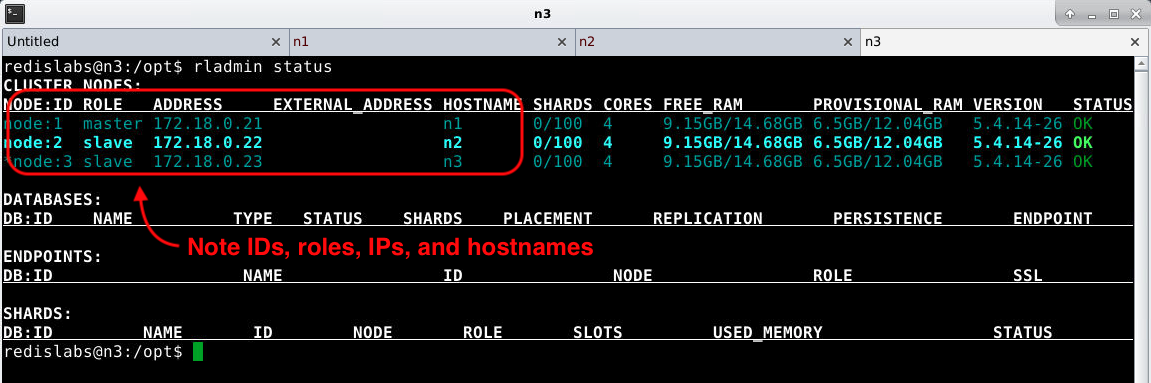 n3
Untitled × n1 × n2 × n3 ×
redislabs@n3:/opt$ rladmin status
CLUSTER NODES:
NODE:ID ROLE ADDRESS EXTERNAL_ADDRESS HOSTNAME SHARDS CORES FREE_RAM PROVISIONAL_RAM VERSION STATUS
node:1 master 172.18.0.21 n1 0/100 4 9.15GB/14.68GB 6.5GB/12.04GB 5.4.14-26 OK
node:2 slave 172.18.0.22 n2 0/100 4 9.15GB/14.68GB 6.5GB/12.04GB 5.4.14-26 OK
*node:3 slave 172.18.0.23 n3 0/100 4 9.15GB/14.68GB 6.5GB/12.04GB 5.4.14-26 OK
DATABASES:
DB:ID NAME TYPE STATUS SHARDS PLACEMENT REPLICATION PERSISTENCE ENDPOINT
Note IDs, roles, IPs, and hostnames
ENDPOINTS:
DB:ID NAME ID NODE ROLE SSL
SHARDS:
DB:ID NAME ID NODE ROLE SLOTS USED_MEMORY STATUS
redislabs@n3:/opt$